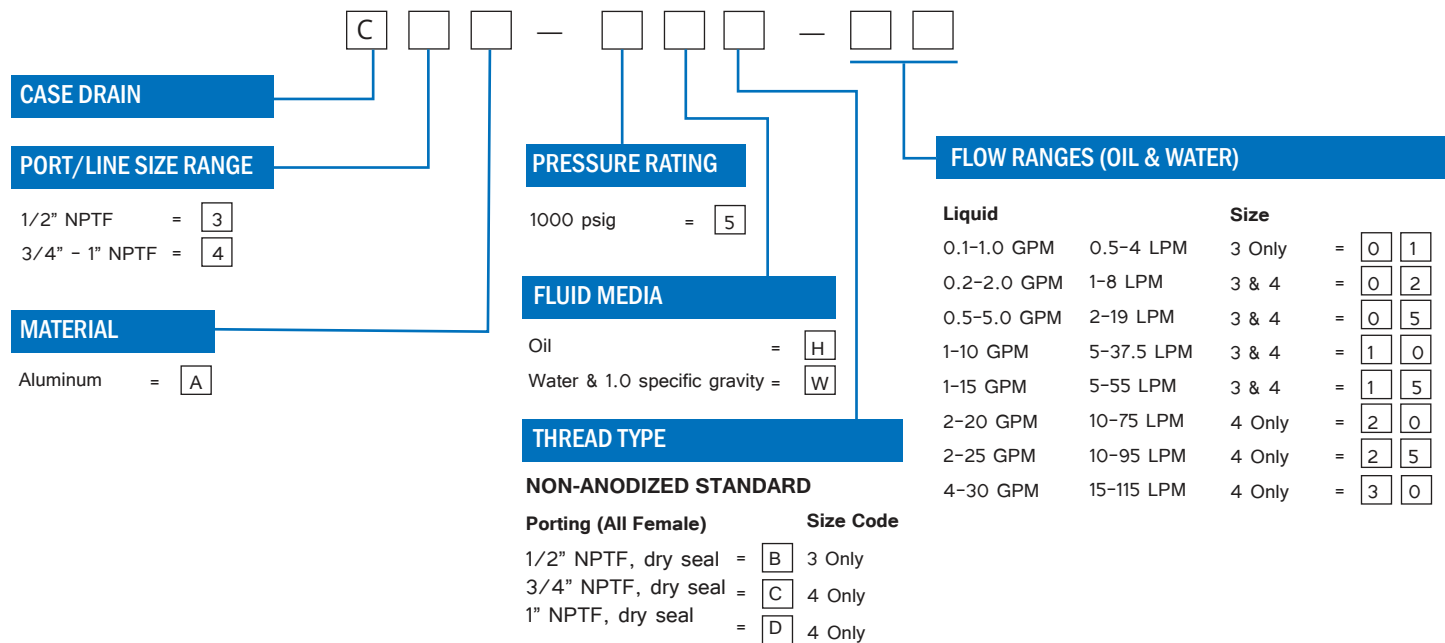 C — —
CASE DRAIN
PORT/LINE SIZE RANGE
1/2” NPTF = 3
3/4” - 1” NPTF = 4
MATERIAL
Aluminum = A
PRESSURE RATING
1000 psig = 5
FLUID MEDIA
Oil = H
Water & 1.0 specific gravity = W
THREAD TYPE
NON-ANODIZED STANDARD
Porting (All Female) Size Code
1/2” NPTF, dry seal = B 3 Only
3/4” NPTF, dry seal = C 4 Only
1” NPTF, dry seal = D 4 Only
FLOW RANGES (OIL & WATER)
Liquid Size
0.1-1.0 GPM 0.5-4 LPM 3 Only = 0 1
0.2-2.0 GPM 1-8 LPM 3 & 4 = 0 2
0.5-5.0 GPM 2-19 LPM 3 & 4 = 0 5
1-10 GPM 5-37.5 LPM 3 & 4 = 1 0
1-15 GPM 5-55 LPM 3 & 4 = 1 5
2-20 GPM 10-75 LPM 4 Only = 2 0
2-25 GPM 10-95 LPM 4 Only = 2 5
4-30 GPM 15-115 LPM 4 Only = 3 0